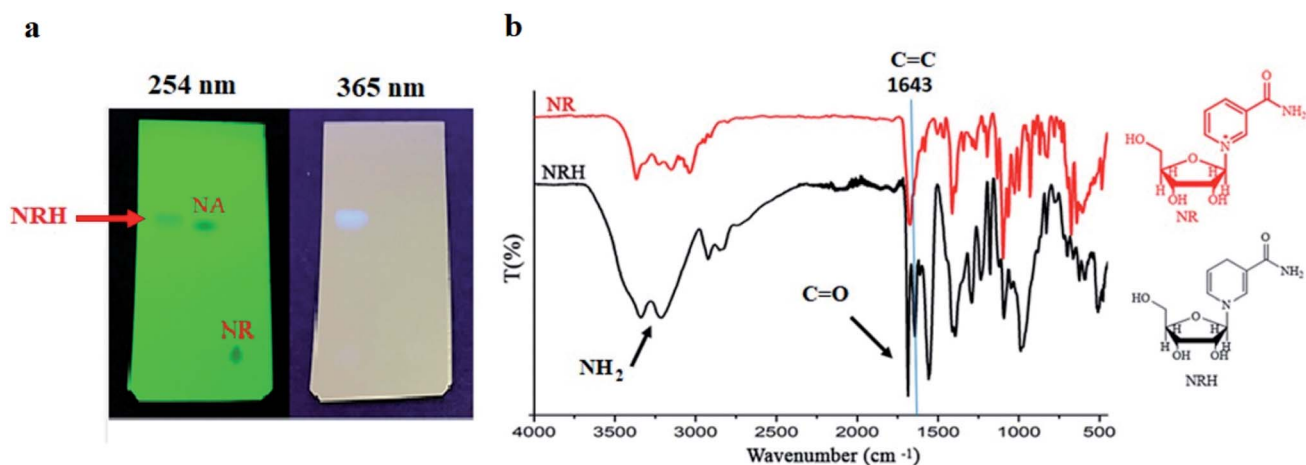 a
254 nm
365 nm
NRH
NA
NR
b
C=C
1643
NR
NRH
T(%)
NH2
C=O
4000 3500 3000 2500 2000 1500 1000 500
Wavenumber (cm -1)
O
NH2
N+
HO
O
H H
H H
OH OH
NR
O
NH2
N
HO
O
H H
H H
OH OH
NRH